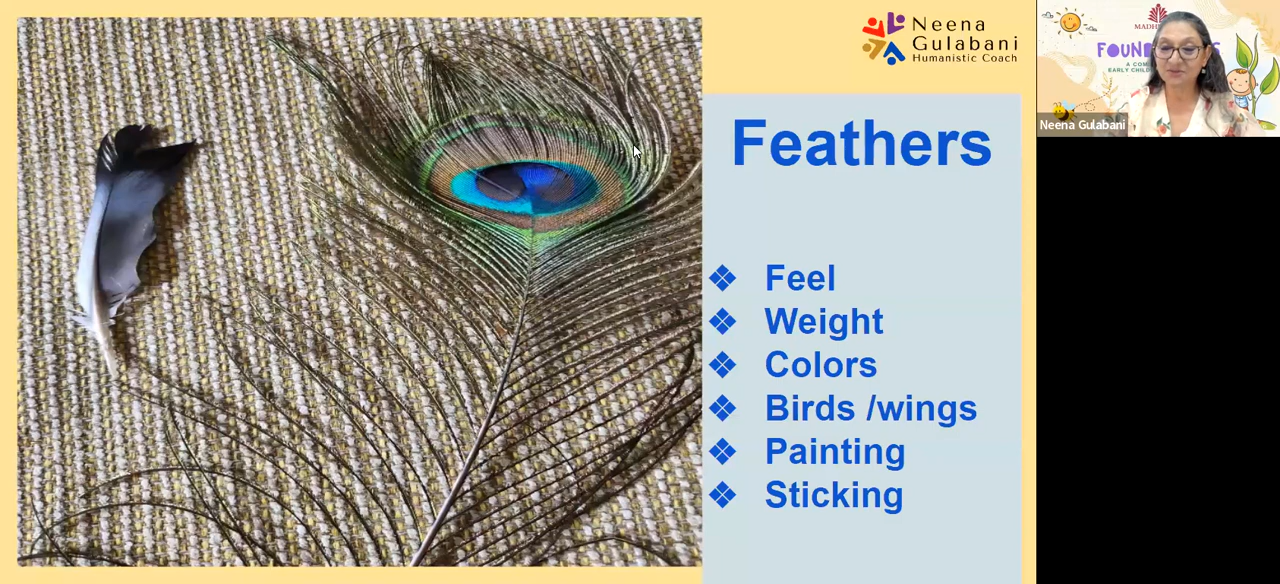 Neena
Gulabani
Humanistic Coach
Feathers
❖ Feel
❖ Weight
❖ Colors
❖ Birds /wings
❖ Painting
❖ Sticking
Neena Gulabani